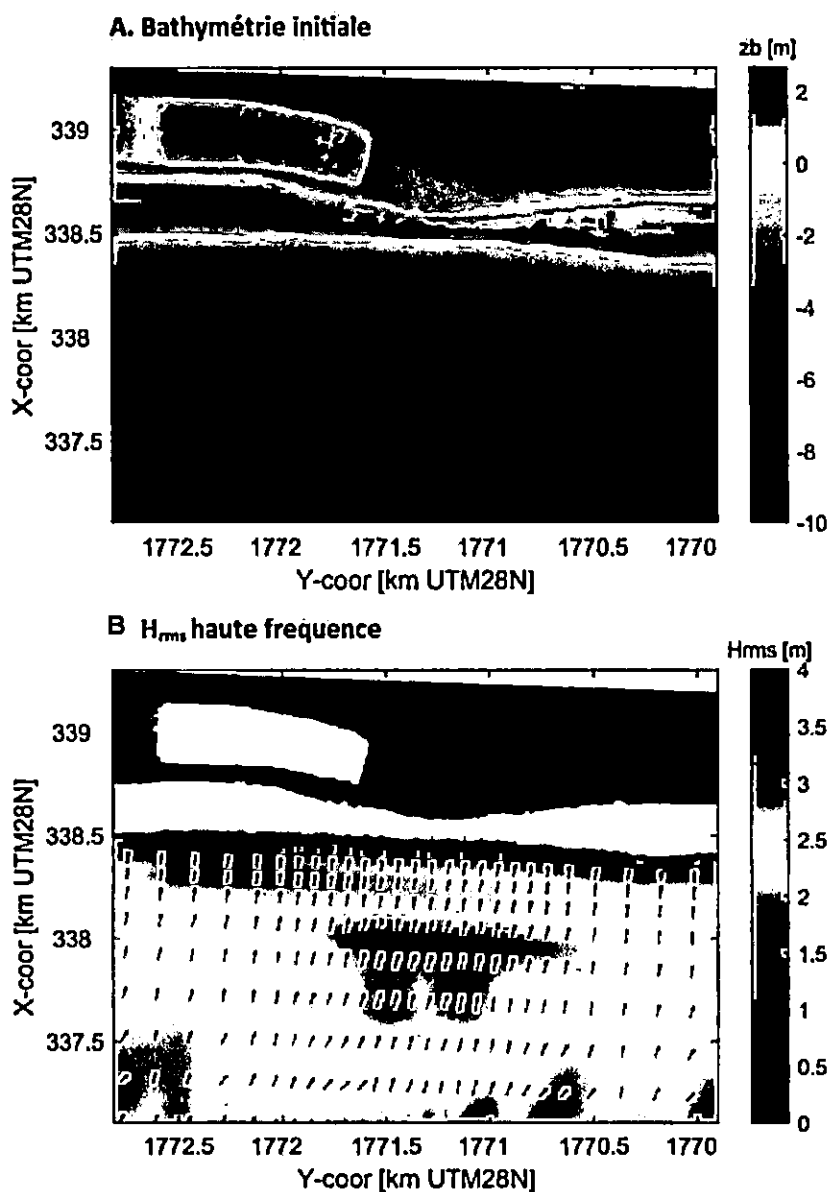 A. Bathymétrie initiale
zb [m]
2
0
-2
-4
-6
-8
-10
339
338.5
338
337.5
X-coor [km UTM28N]
1772.5 1772 1771.5 1771 1770.5 1770
Y-coor [km UTM28N]
B H_rms haute frequence
Hrms [m]
4
3.5
3
2.5
2
1.5
1
0.5
0
339
338.5
338
337.5
X-coor [km UTM28N]
1772.5 1772 1771.5 1771 1770.5 1770
Y-coor [km UTM28N]